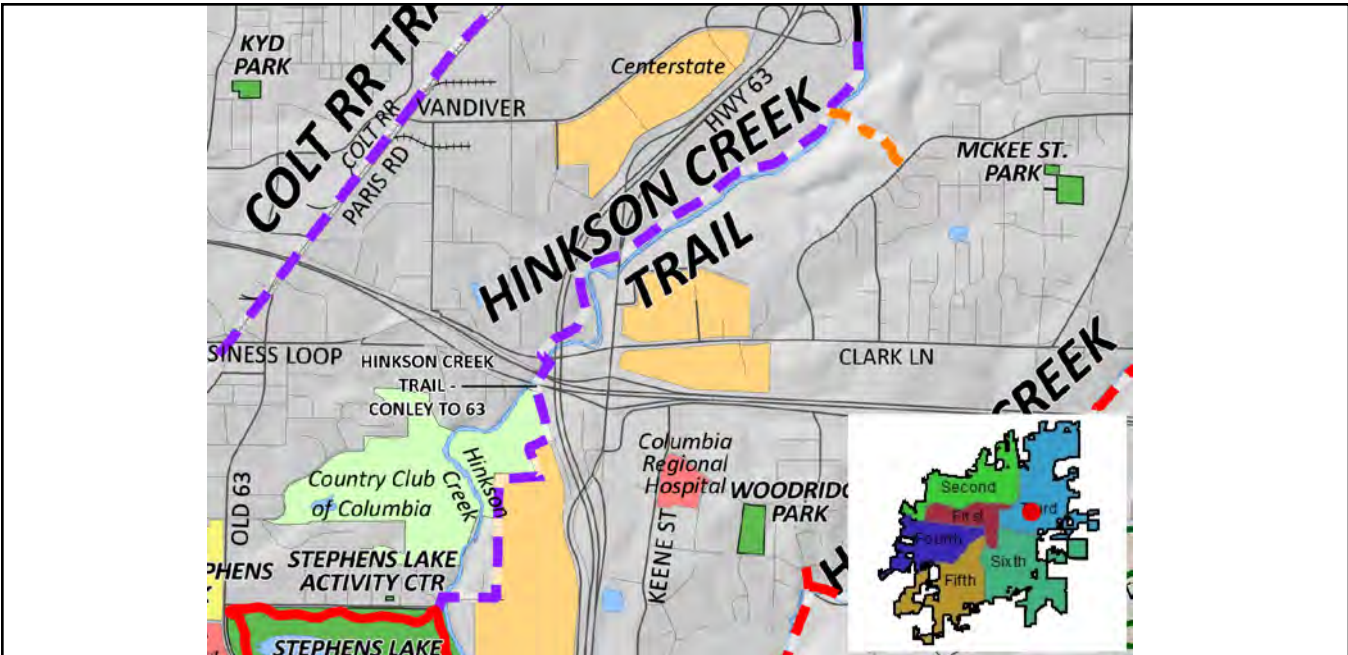 KYD
PARK
COLT RR TRA
COLT RR
VANDIVER
PARIS RD
Centerstate
HWY 63
HINKSON CREEK
TRAIL
MCKEE ST.
PARK
SINESS LOOP
HINKSON CREEK
TRAIL -
CONLEY TO 63
CLARK LN
CREEK
Country Club
of Columbia
Hinkson
Creek
Columbia
Regional
Hospital
WOODRIDG
PARK
KEENE ST
OLD 63
PHENS
STEPHENS LAKE
ACTIVITY CTR
STEPHENS LAKE
H
Second
First
Fourth
Fifth
Sixth
ird